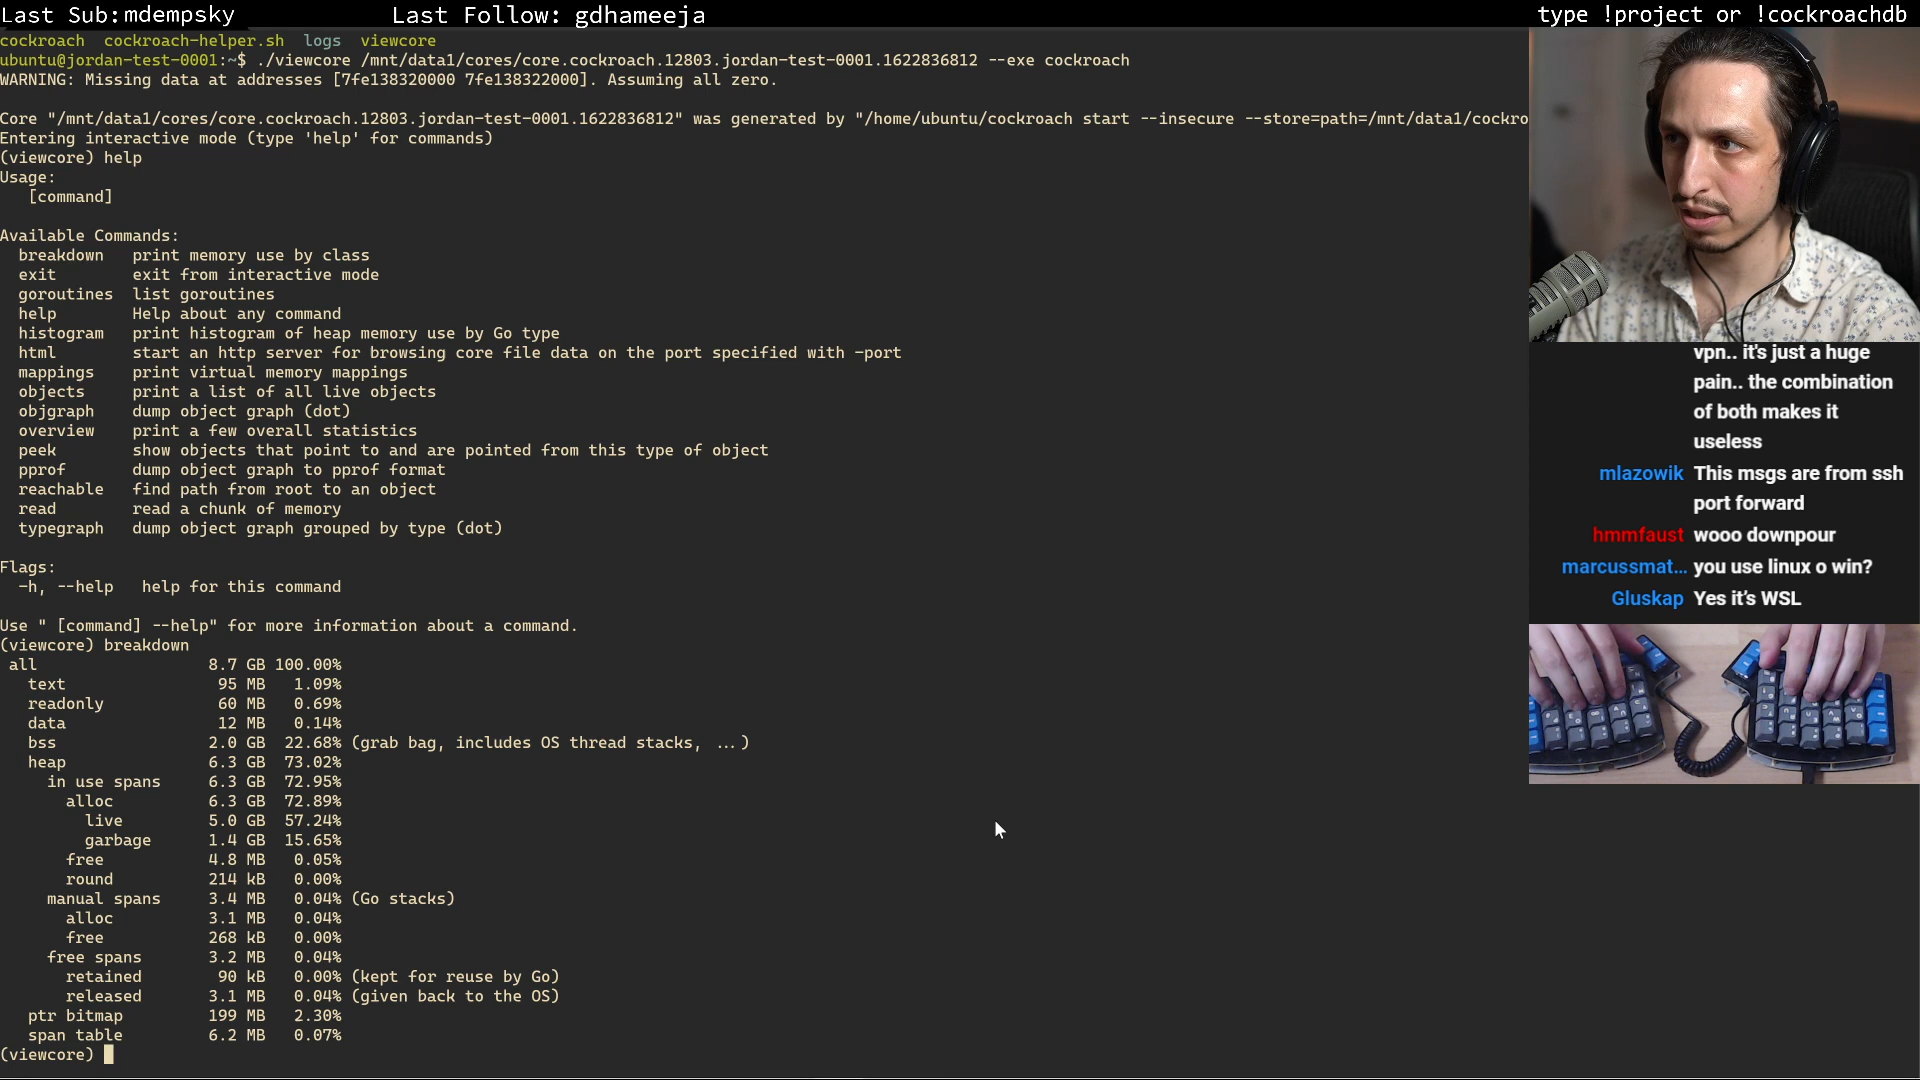 Last Sub: mdempsky
Last Follow: gdhameeja
type !project or !cockroachdb
cockroach  cockroach-helper.sh  logs  viewcore
ubuntu@jordan-test-0001:~$ ./viewcore /mnt/data1/cores/core.cockroach.12803.jordan-test-0001.1622836812 --exe cockroach
WARNING: Missing data at addresses [7fe138320000 7fe138322000]. Assuming all zero.
Core "/mnt/data1/cores/core.cockroach.12803.jordan-test-0001.1622836812" was generated by "/home/ubuntu/cockroach start --insecure --store=path=/mnt/data1/cockro
Entering interactive mode (type 'help' for commands)
(viewcore) help
Usage:
   [command]
Available Commands:
  breakdown   print memory use by class
  exit        exit from interactive mode
  goroutines  list goroutines
  help        Help about any command
  histogram   print histogram of heap memory use by Go type
  html        start an http server for browsing core file data on the port specified with -port
  mappings    print virtual memory mappings
  objects     print a list of all live objects
  objgraph    dump object graph (dot)
  overview    print a few overall statistics
  peek        show objects that point to and are pointed from this type of object
  pprof       dump object graph to pprof format
  reachable   find path from root to an object
  read        read a chunk of memory
  typegraph   dump object graph grouped by type (dot)
Flags:
  -h, --help   help for this command
Use " [command] --help" for more information about a command.
(viewcore) breakdown
 all                  8.7 GB 100.00%
   text                95 MB   1.09%
   readonly            60 MB   0.69%
   data                12 MB   0.14%
   bss                2.0 GB  22.68% (grab bag, includes OS thread stacks, ...)
   heap               6.3 GB  73.02%
     in use spans     6.3 GB  72.95%
       alloc          6.3 GB  72.89%
         live         5.0 GB  57.24%
         garbage      1.4 GB  15.65%
       free           4.8 MB   0.05%
       round          214 kB   0.00%
     manual spans     3.4 MB   0.04% (Go stacks)
       alloc          3.1 MB   0.04%
       free           268 kB   0.00%
     free spans       3.2 MB   0.04%
       retained        90 kB   0.00% (kept for reuse by Go)
       released       3.1 MB   0.04% (given back to the OS)
   ptr bitmap         199 MB   2.30%
   span table         6.2 MB   0.07%
(viewcore)
vpn.. it's just a huge
pain.. the combination
of both makes it
useless
mlazowik This msgs are from ssh
port forward
hmmfaust wooo downpour
marcussmat... you use linux o win?
Gluskap Yes it's WSL